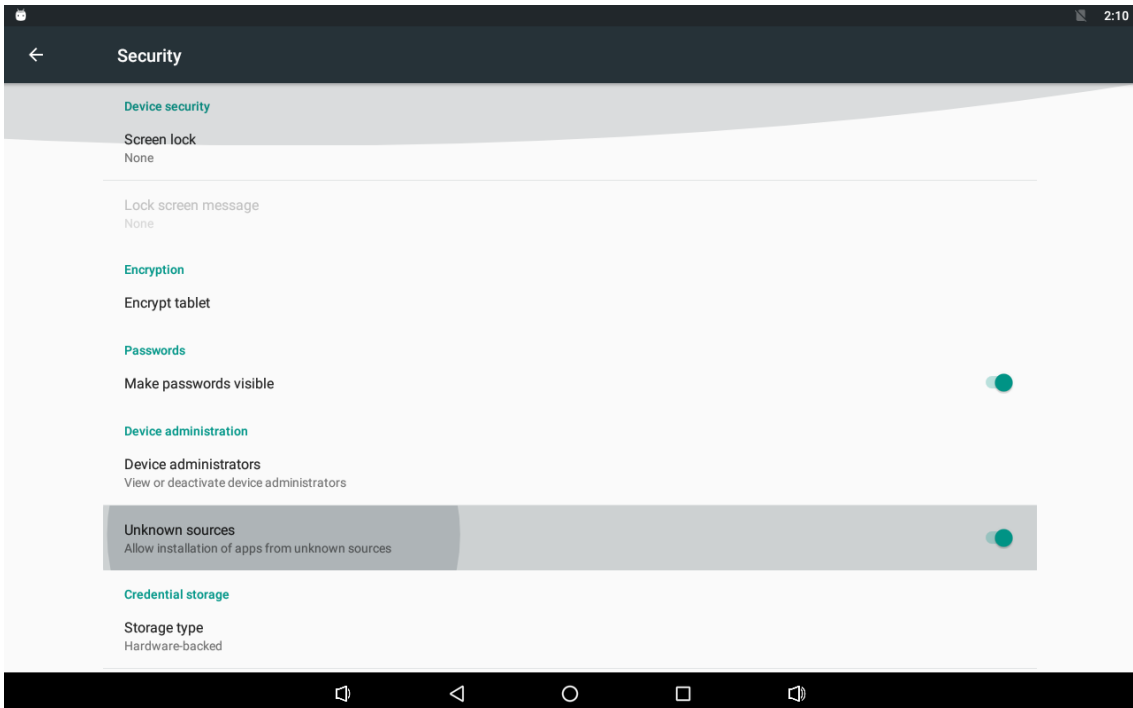 2:10
Security
Device security
Screen lock
None
Lock screen message
None
Encryption
Encrypt tablet
Passwords
Make passwords visible
Device administration
Device administrators
View or deactivate device administrators
Unknown sources
Allow installation of apps from unknown sources
Credential storage
Storage type
Hardware-backed